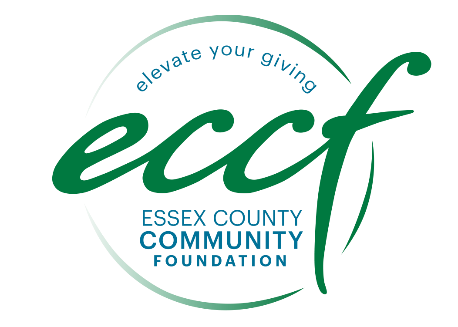 elevate your giving
eccf
ESSEX COUNTY
COMMUNITY
FOUNDATION